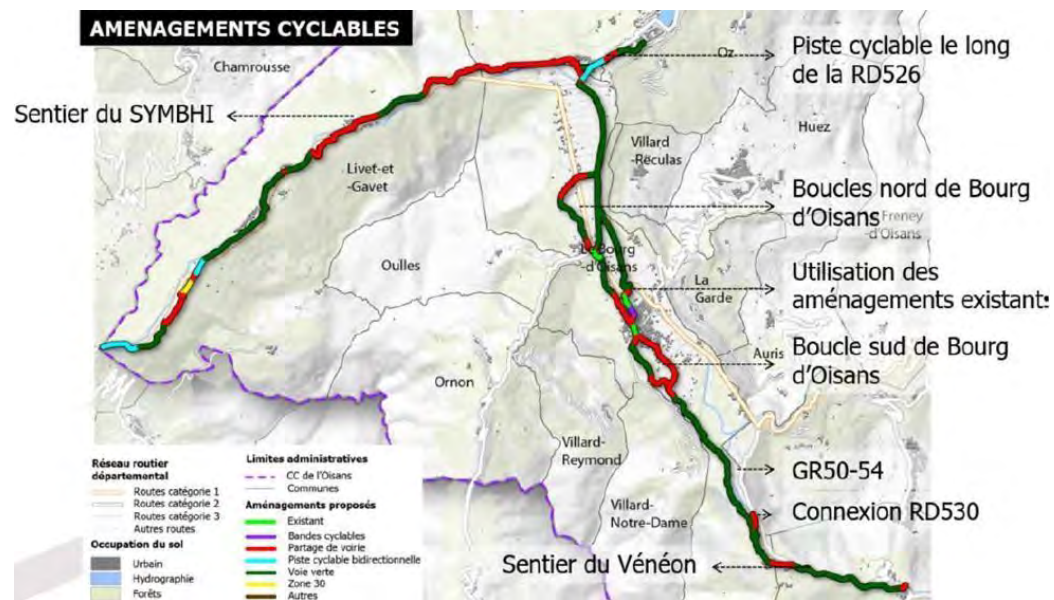 AMENAGEMENTS CYCLABLES
Chamrousse
Oz
Piste cyclable le long
de la RD526
Sentier du SYMBHI
Huez
Villard
-Réculas
Livet-et
-Gavet
Boucles nord de Bourg
d'Oisans
Freney
-d'Oisans
Le Bourg
-d'Oisans
Oulles
La
Garde
Utilisation des
aménagements existant:
Auris
Boucle sud de Bourg
d'Oisans
Ornon
Villard-
Reymond
Villard-
Notre-Dame
GR50-54
Connexion RD530
Sentier du Vénéon
Réseau routier
départemental
Routes catégorie 1
Routes catégorie 2
Routes catégorie 3
Autres routes
Occupation du sol
Urbain
Hydrographie
Forêts
Limites administratives
CC de l'Oisans
Communes
Aménagements proposés
Existant
Bandes cyclables
Partage de voirie
Piste cyclable bidirectionnelle
Voie verte
Zone 30
Autres